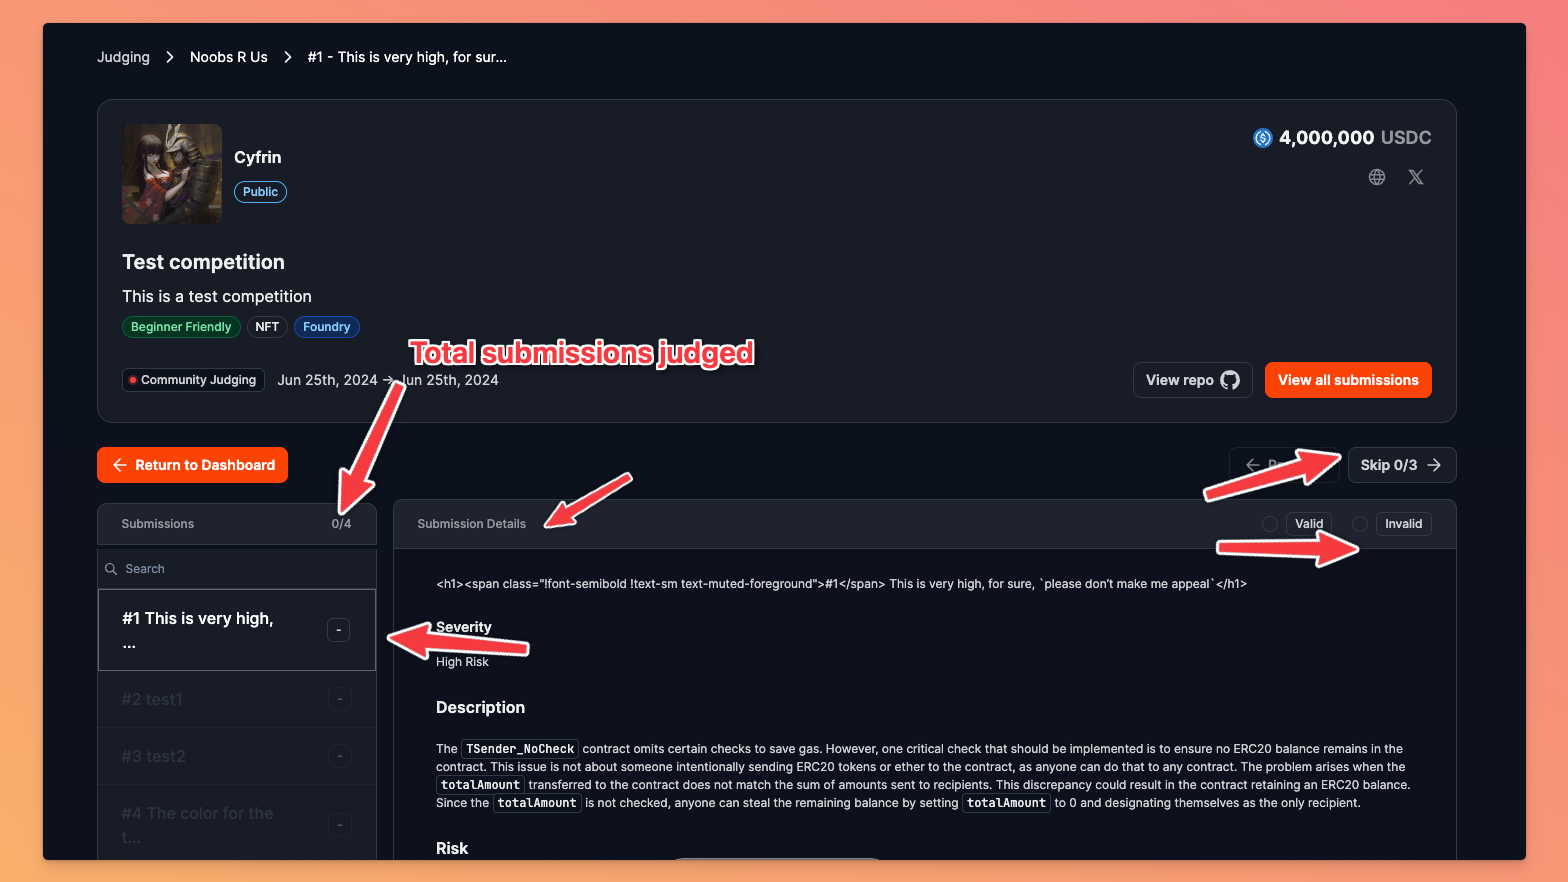 Judging > Noobs R Us > #1 - This is very high, for sur...
Cyfrin
Public
4,000,000 USDC
Test competition
This is a test competition
Beginner Friendly NFT Foundry
Total submissions judged
Community Judging Jun 25th, 2024 → Jun 25th, 2024
View repo
View all submissions
← Return to Dashboard
Skip 0/3 →
Submissions 0/4
Search
#1 This is very high,
...
-
#2 test1 -
#3 test2 -
#4 The color for the
t...
-
Submission Details
Valid
Invalid
<h1><span class="!font-semibold !text-sm text-muted-foreground">#1</span> This is very high, for sure, `please don’t make me appeal`</h1>
Severity
High Risk
Description
The TSender_NoCheck contract omits certain checks to save gas. However, one critical check that should be implemented is to ensure no ERC20 balance remains in the
contract. This issue is not about someone intentionally sending ERC20 tokens or ether to the contract, as anyone can do that to any contract. The problem arises when the
totalAmount transferred to the contract does not match the sum of amounts sent to recipients. This discrepancy could result in the contract retaining an ERC20 balance.
Since the totalAmount is not checked, anyone can steal the remaining balance by setting totalAmount to 0 and designating themselves as the only recipient.
Risk